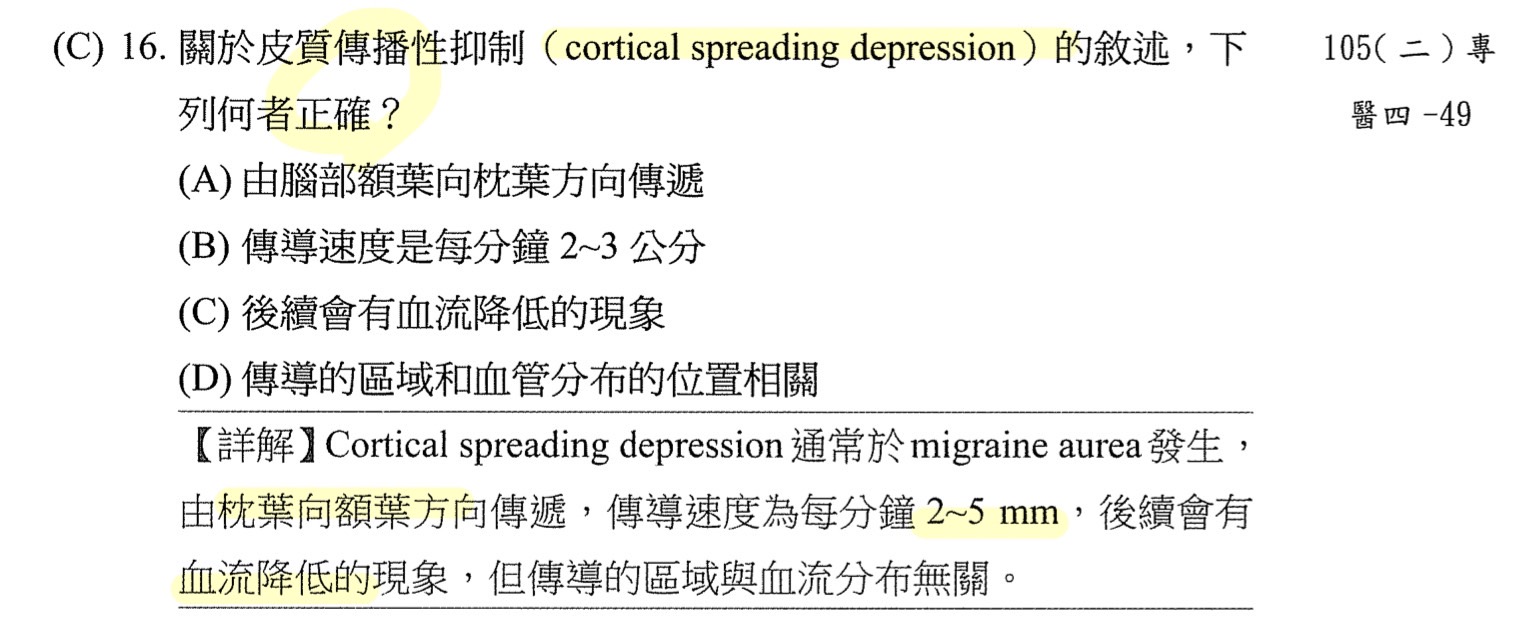 (C) 16. 關於皮質傳播性抑制（cortical spreading depression）的敘述，下
列何者正確？
(A) 由腦部額葉向枕葉方向傳遞
(B) 傳導速度是每分鐘 2~3 公分
(C) 後續會有血流降低的現象
(D) 傳導的區域和血管分布的位置相關
【詳解】Cortical spreading depression 通常於 migraine aurea 發生，
由枕葉向額葉方向傳遞，傳導速度為每分鐘 2~5 mm，後續會有
血流降低的現象，但傳導的區域與血流分布無關。
105(二)專
醫四-49